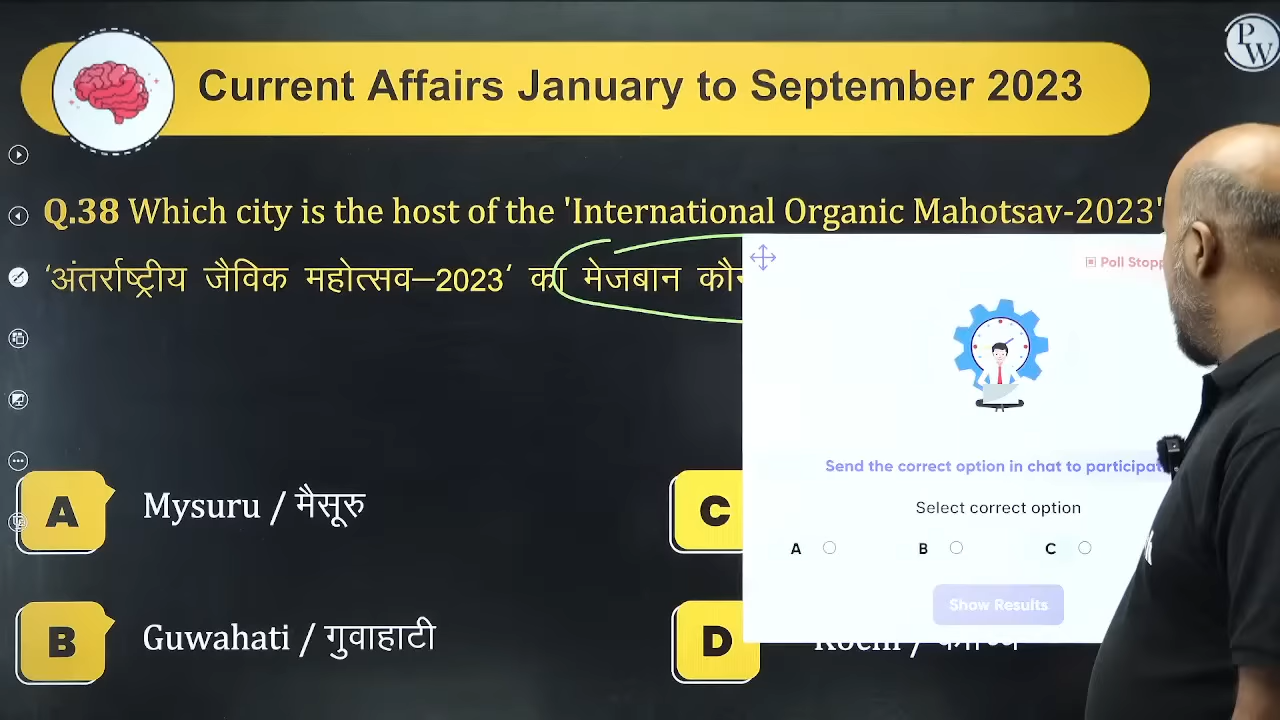 PW
Current Affairs January to September 2023
Q.38 Which city is the host of the 'International Organic Mahotsav-2023'
‘अंतर्राष्ट्रीय जैविक महोत्सव–2023‘ का मेजबान
Poll
Send the correct option in chat to
Select correct option
A B C
Show Results
A Mysuru / मैसूरु
C
B Guwahati / गुवाहाटी
D Kochi /